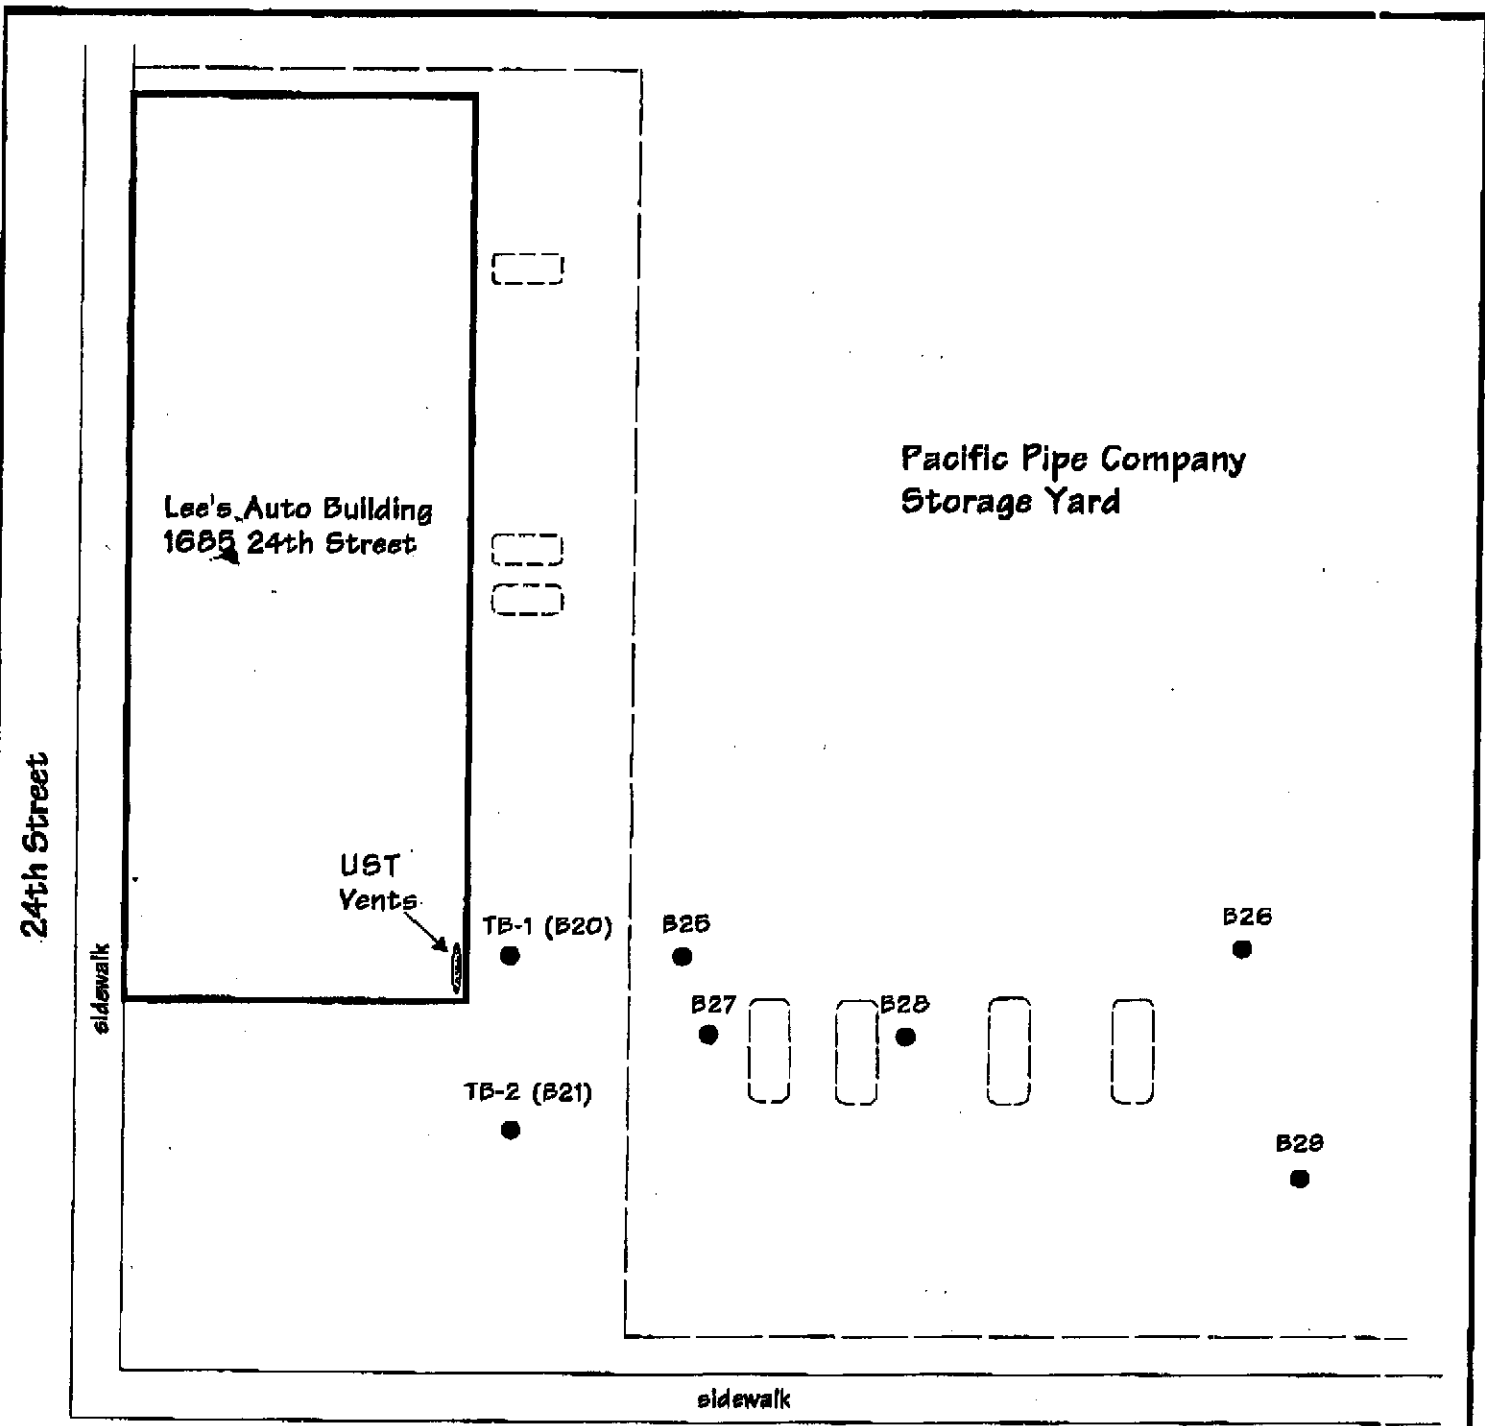 Pacific Pipe Company
Storage Yard
Lee's Auto Building
1685 24th Street
24th Street
UST
Vents
sidewalk
TB-1 (B20)
B25
B26
B27
B28
TB-2 (B21)
B29
sidewalk